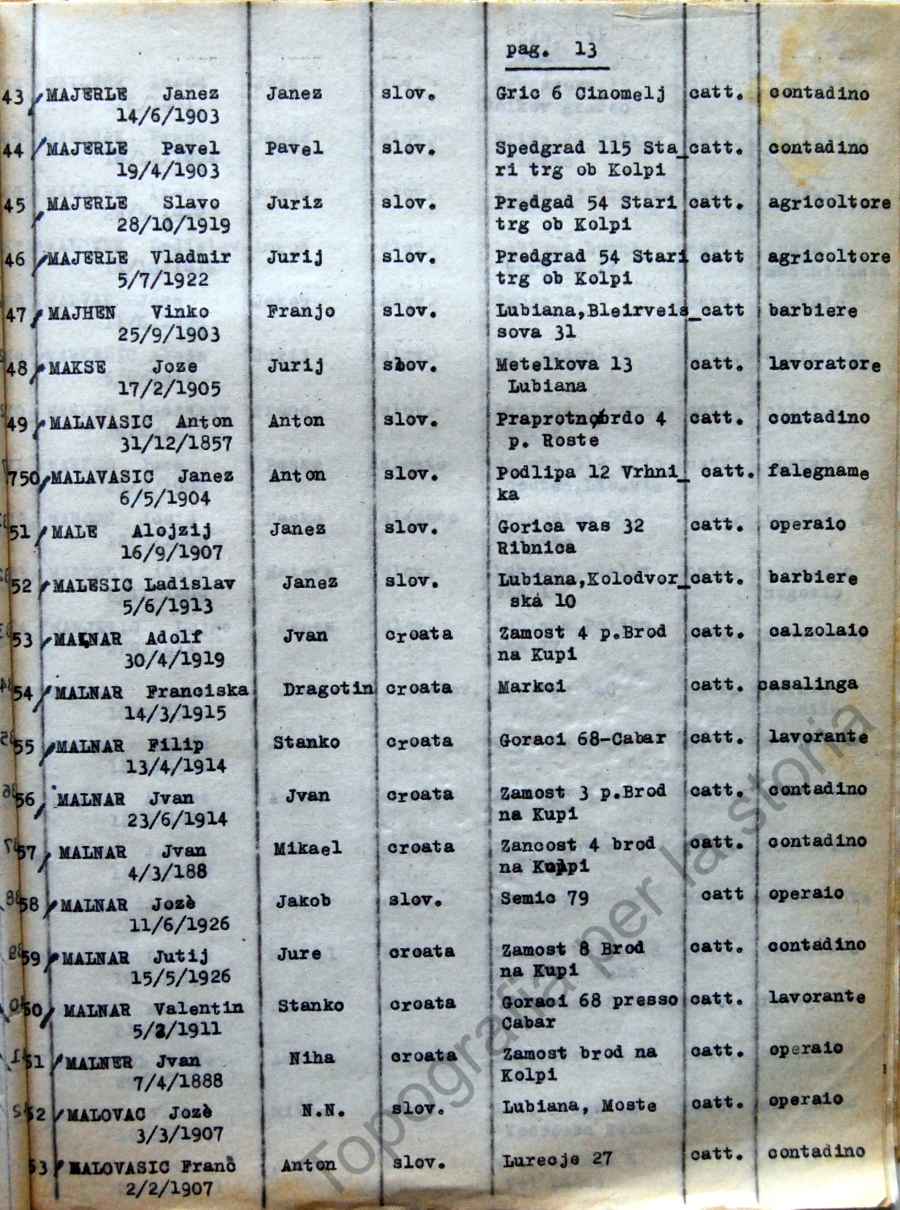 pag. 13
43 MAJERLE Janez Janez slov. Gric 6 Cinomelj catt. contadino
14/6/1903
44 MAJERLE Pavel Pavel slov. Spedgrad 115 Sta_catt. contadino
19/4/1903 ri trg ob Kolpi
45 MAJERLE Slavo Juriz slov. Predgad 54 Stari catt. agricoltore
28/10/1919 trg ob Kolpi
46 MAJERLE Vladmir Jurij slov. Predgrad 54 Stari catt agricoltore
5/7/1922 trg ob Kolpi
47 MAJHEN Vinko Franjo slov. Lubiana,Bleirveis_catt barbiere
25/9/1903 sova 31
48 MAKSE Joze Jurij slov. Metelkova 13 catt. lavoratore
17/2/1905 Lubiana
49 MALAVASIC Anton Anton slov. Praprotnobrdo 4 catt. contadino
31/12/1857 p. Roste
750 MALAVASIC Janez Anton slov. Podlipa 12 Vrhni_ catt. falegname
6/5/1904 ka
51 MALE Alojzij Janez slov. Gorica vas 32 catt. operaio
16/9/1907 Ribnica
52 MALESIC Ladislav Janez slov. Lubiana,Kolodvor_catt. barbiere
5/6/1913 ská 10
53 MALNAR Adolf Jvan croata Zamost 4 p.Brod catt. calzolaio
30/4/1919 na Kupi
54 MALNAR Franciska Dragotin croata Markci catt. casalinga
14/3/1915
55 MALNAR Filip Stanko croata Goraci 68-Cabar catt. lavorante
13/4/1914
56 MALNAR Jvan Jvan croata Zamost 3 p.Brod catt. contadino
23/6/1914 na Kupi
57 MALNAR Jvan Mikael croata Zancost 4 brod catt. contadino
4/3/188 na Kolpi
58 MALNAR Jozè Jakob slov. Semic 79 catt operaio
11/6/1926
59 MALNAR Jutij Jure croata Zamost 8 Brod catt. contadino
15/5/1926 na Kupi
60 MALNAR Valentin Stanko croata Goraci 68 presso catt. lavorante
5/2/1911 Cabar
61 MALNER Jvan Niha croata Zamost brod na catt. operaio
7/4/1888 Kolpi
62 MALOVAC Jozè N.N. slov. Lubiana, Moste catt. operaio
3/3/1907
63 MALOVASIC Franc Anton slov. Lurecje 27 catt. contadino
2/2/1907
Topografia per la storia